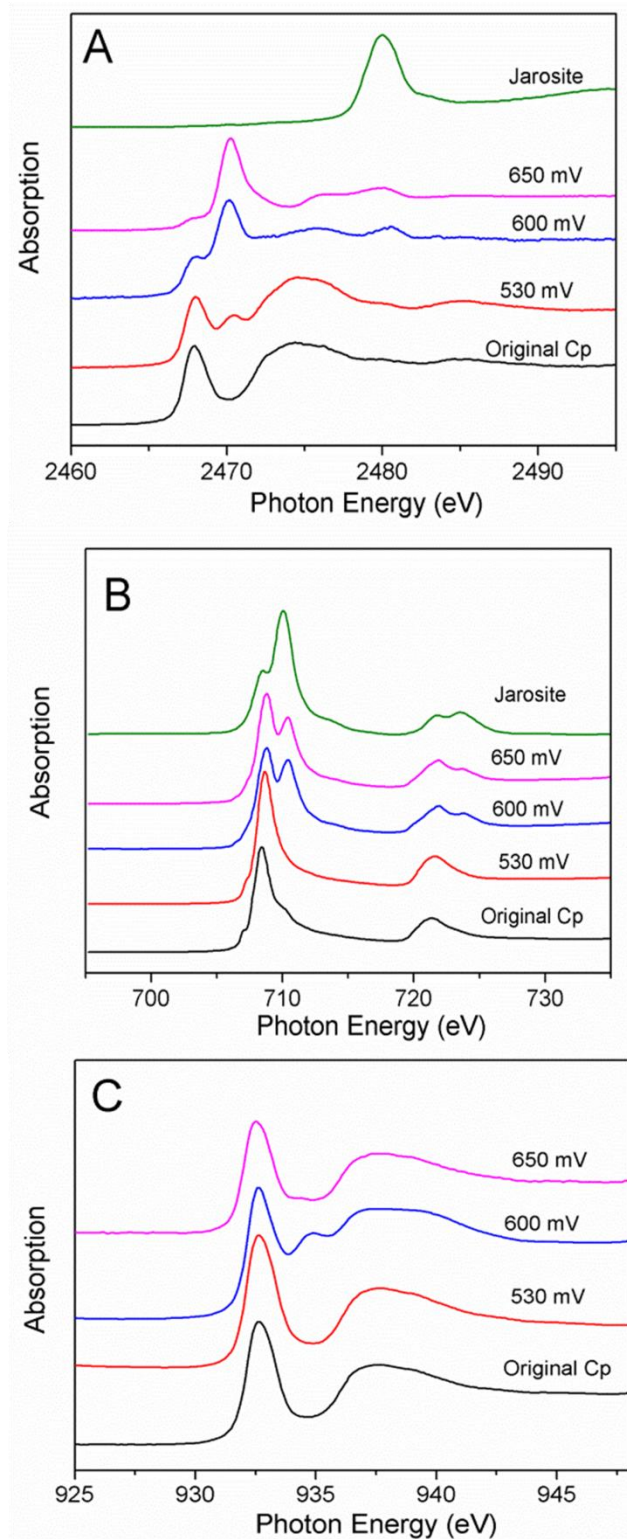 A
Jarosite
650 mV
600 mV
530 mV
Original Cp
Absorption
2460 2470 2480 2490
Photon Energy (eV)
B
Jarosite
650 mV
600 mV
530 mV
Original Cp
Absorption
700 710 720 730
Photon Energy (eV)
C
650 mV
600 mV
530 mV
Original Cp
Absorption
925 930 935 940 945
Photon Energy (eV)